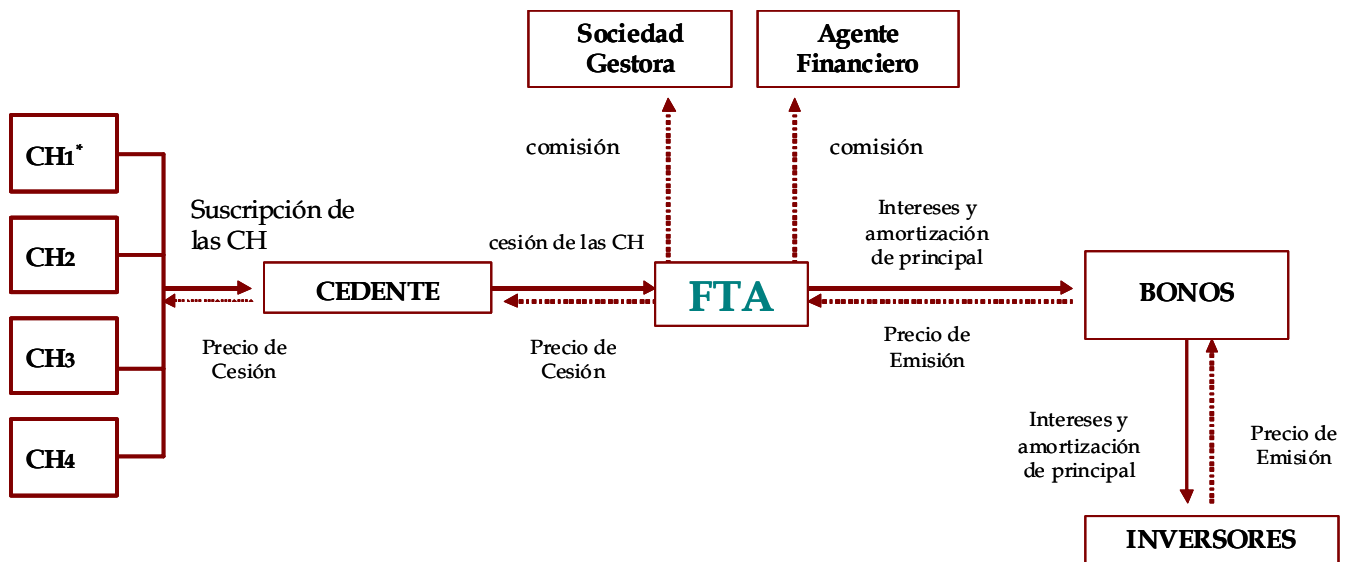 Sociedad
Gestora
Agente
Financiero
comisión
comisión
CH1*
CH2
CH3
CH4
Suscripción de
las CH
cesión de las CH
Intereses y
amortización
de principal
CEDENTE
FTA
BONOS
Precio de
Cesión
Precio de
Cesión
Precio de
Emisión
Intereses y
amortización
de principal
Precio de
Emisión
INVERSORES